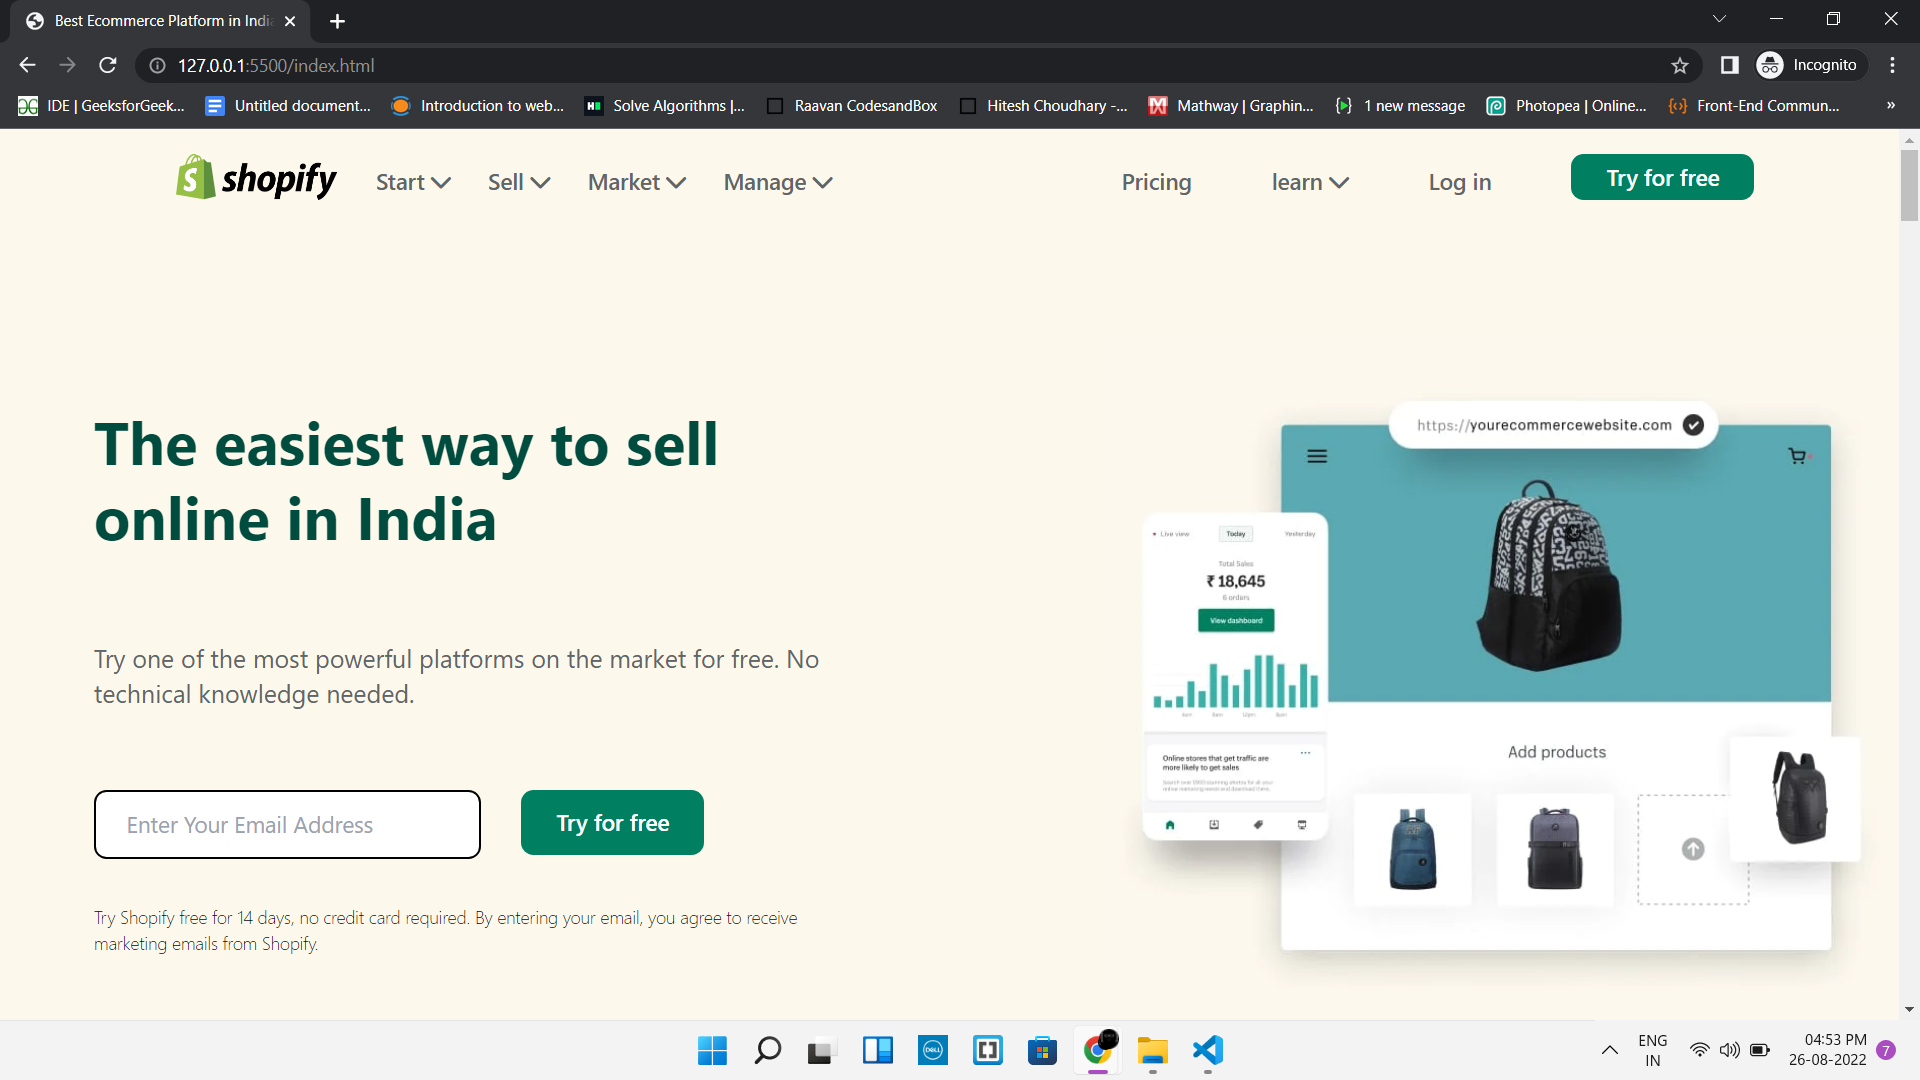 Best Ecommerce Platform in Indi
127.0.0.1:5500/index.html
Incognito
IDE | GeeksforGeek...
Untitled document...
Introduction to web...
Solve Algorithms |...
Raavan CodesandBox
Hitesh Choudhary -...
Mathway | Graphin...
1 new message
Photopea | Online...
Front-End Commun...
»
shopify
Start
Sell
Market
Manage
Pricing
learn
Log in
Try for free
The easiest way to sell
online in India
Try one of the most powerful platforms on the market for free. No
technical knowledge needed.
Enter Your Email Address
Try for free
Try Shopify free for 14 days, no credit card required. By entering your email, you agree to receive
marketing emails from Shopify.
https://yourecommercewebsite.com
Live view
Today
Yesterday
Total Sales
₹ 18,645
6 orders
View dashboard
Online stores that get traffic are
more likely to get sales
Add products
DELL
ENG
IN
04:53 PM
26-08-2022
7